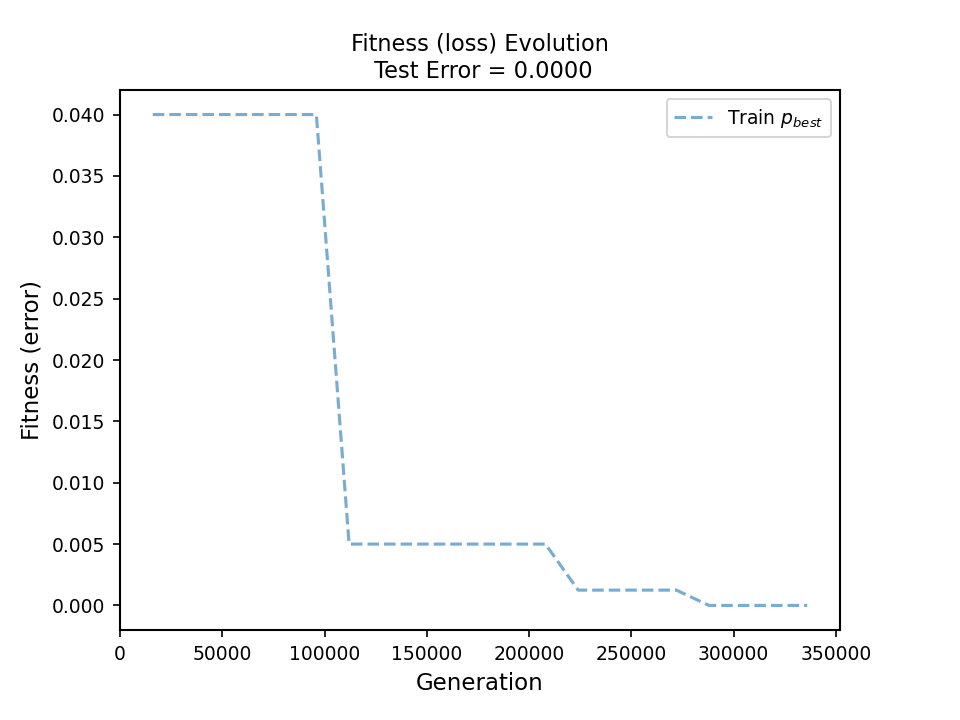 Fitness (loss) Evolution
Test Error = 0.0000
Train p_best
0.040
0.035
0.030
0.025
0.020
0.015
0.010
0.005
0.000
Fitness (error)
0 50000 100000 150000 200000 250000 300000 350000
Generation